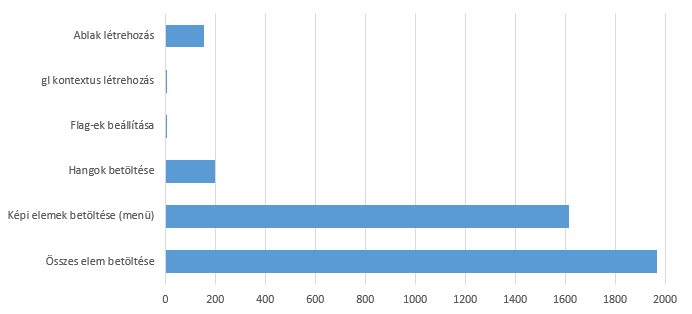 Ablak létrehozás
gl kontextus létrehozás
Flag-ek beállítása
Hangok betöltése
Képi elemek betöltése (menü)
Összes elem betöltése
0 200 400 600 800 1000 1200 1400 1600 1800 2000